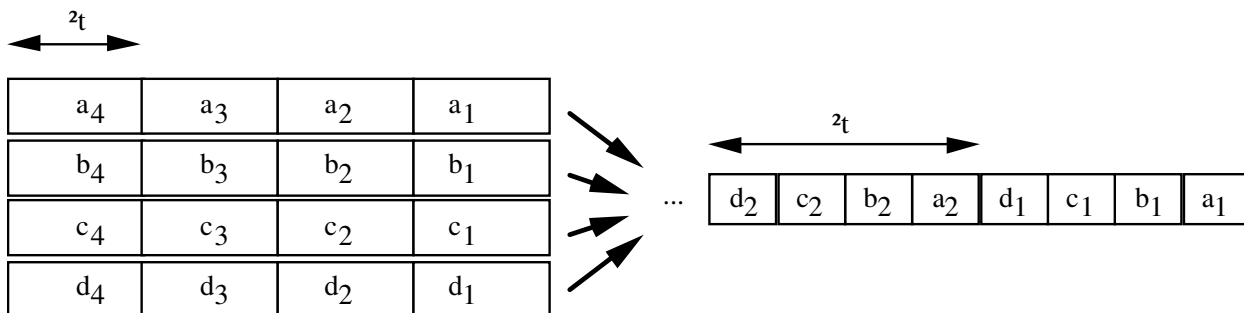 ²t
a₄ a₃ a₂ a₁
b₄ b₃ b₂ b₁
c₄ c₃ c₂ c₁
d₄ d₃ d₂ d₁
²t
... d₂ c₂ b₂ a₂ d₁ c₁ b₁ a₁